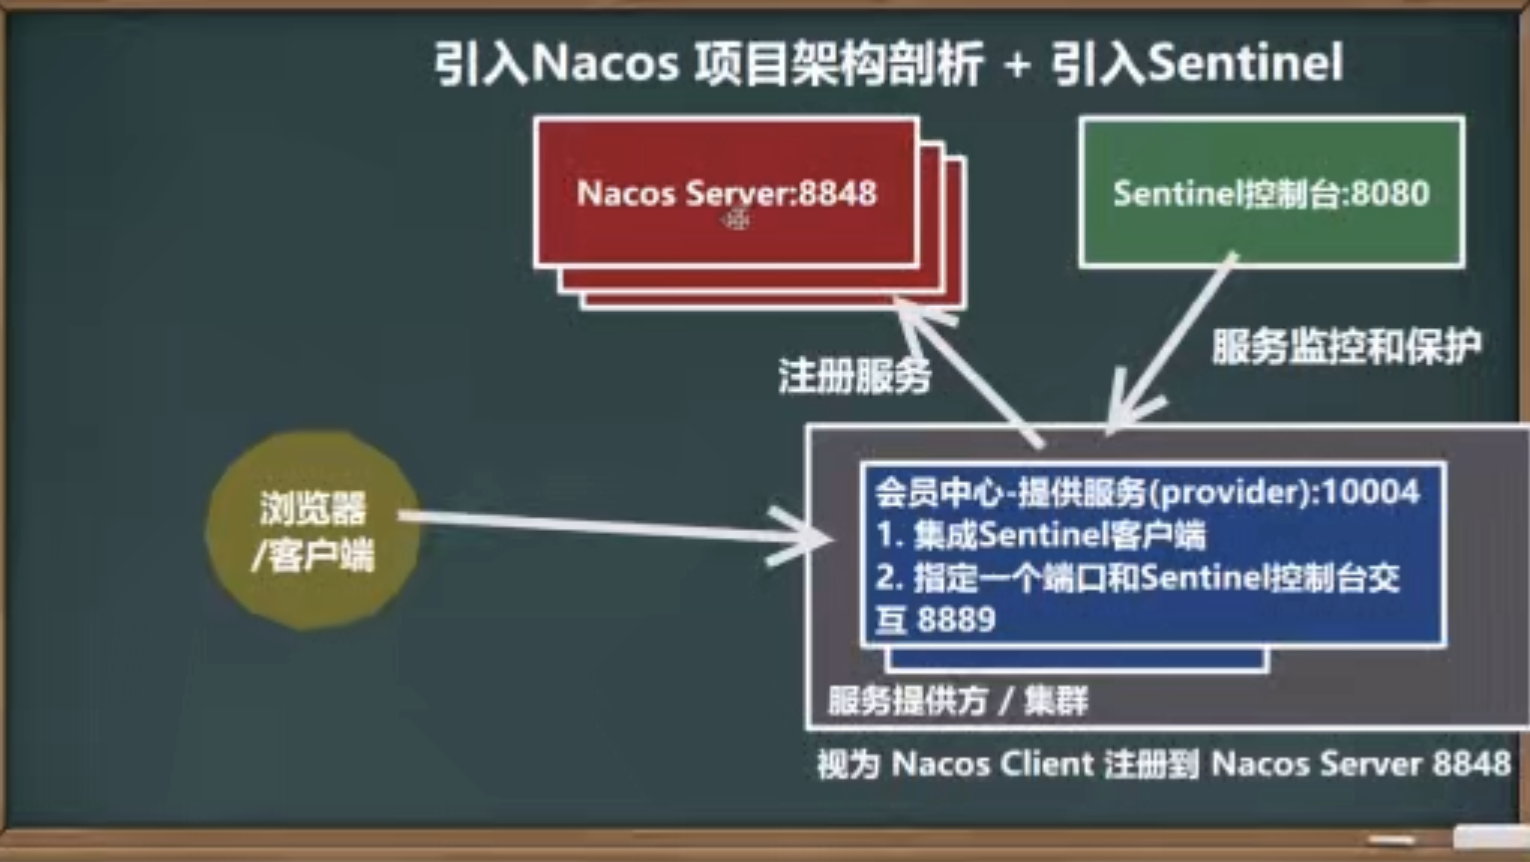 引入Nacos 项目架构剖析 + 引入Sentinel
Nacos Server:8848
Sentinel控制台:8080
注册服务
服务监控和保护
浏览器
/客户端
会员中心-提供服务(provider):10004
1. 集成Sentinel客户端
2. 指定一个端口和Sentinel控制台交
互 8889
服务提供方 / 集群
视为 Nacos Client 注册到 Nacos Server 8848